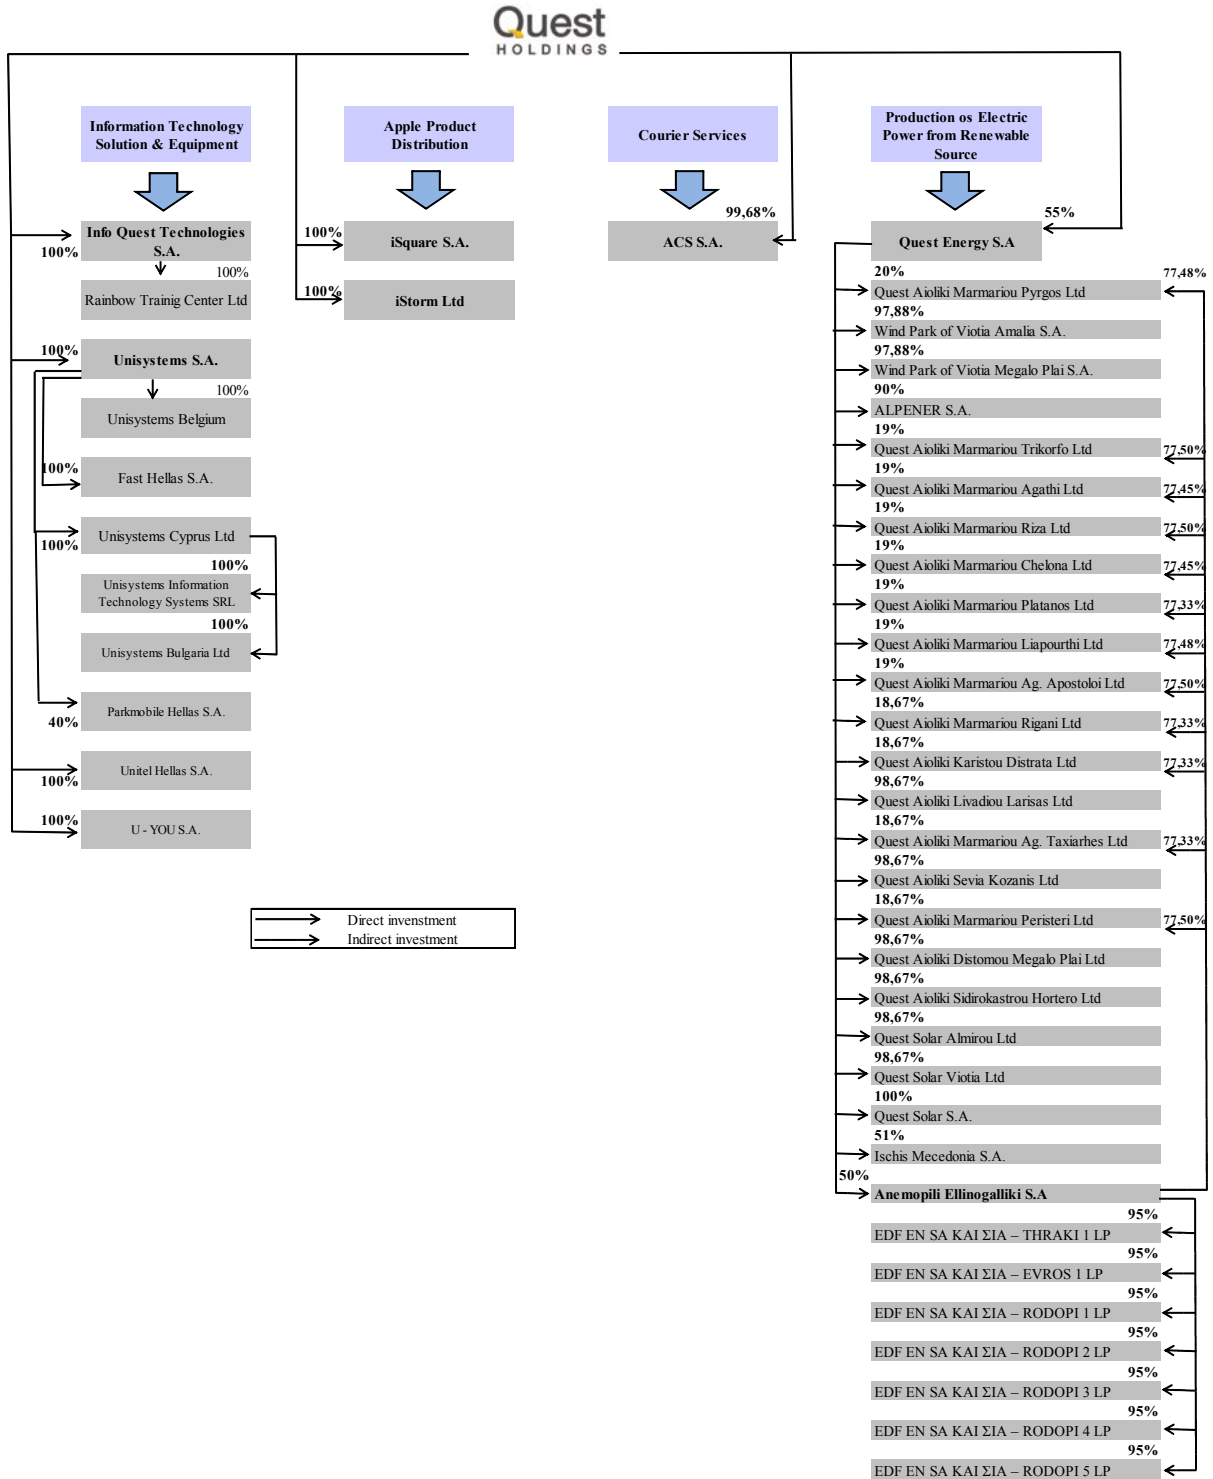 Quest
HOLDINGS
Information Technology
Solution & Equipment
Info Quest Technologies
S.A.
100%
100%
Rainbow Trainig Center Ltd
100%
Unisystems S.A.
100%
Unisystems Belgium
100%
Fast Hellas S.A.
Unisystems Cyprus Ltd
100%
100%
Unisystems Information
Technology Systems SRL
100%
Unisystems Bulgaria Ltd
Parkmobile Hellas S.A.
40%
Unitel Hellas S.A.
100%
100%
U - YOU S.A.
Apple Product
Distribution
100%
iSquare S.A.
100%
iStorm Ltd
Direct invenstment
Indirect investment
Courier Services
99,68%
ACS S.A.
Production os Electric
Power from Renewable
Source
55%
Quest Energy S.A
20%
77,48%
Quest Aioliki Marmariou Pyrgos Ltd
97,88%
Wind Park of Viotia Amalia S.A.
97,88%
Wind Park of Viotia Megalo Plai S.A.
90%
ALPENER S.A.
19%
Quest Aioliki Marmariou Trikorfo Ltd
77,50%
19%
Quest Aioliki Marmariou Agathi Ltd
77,45%
19%
Quest Aioliki Marmariou Riza Ltd
77,50%
19%
Quest Aioliki Marmariou Chelona Ltd
77,45%
19%
Quest Aioliki Marmariou Platanos Ltd
77,33%
19%
Quest Aioliki Marmariou Liapourthi Ltd
77,48%
19%
Quest Aioliki Marmariou Ag. Apostoloi Ltd
77,50%
18,67%
Quest Aioliki Marmariou Rigani Ltd
77,33%
18,67%
Quest Aioliki Karistou Distrata Ltd
77,33%
98,67%
Quest Aioliki Livadiou Larisas Ltd
18,67%
Quest Aioliki Marmariou Ag. Taxiarhes Ltd
77,33%
98,67%
Quest Aioliki Sevia Kozanis Ltd
18,67%
Quest Aioliki Marmariou Peristeri Ltd
77,50%
98,67%
Quest Aioliki Distomou Megalo Plai Ltd
98,67%
Quest Aioliki Sidirokastrou Hortero Ltd
98,67%
Quest Solar Almirou Ltd
98,67%
Quest Solar Viotia Ltd
100%
Quest Solar S.A.
51%
Ischis Mecedonia S.A.
50%
Anemopili Ellinogalliki S.A
95%
EDF EN SA ΚΑΙ ΣΙΑ – THRAKI 1 LP
95%
EDF EN SA ΚΑΙ ΣΙΑ – EVROS 1 LP
95%
EDF EN SA ΚΑΙ ΣΙΑ – RODOPI 1 LP
95%
EDF EN SA ΚΑΙ ΣΙΑ – RODOPI 2 LP
95%
EDF EN SA ΚΑΙ ΣΙΑ – RODOPI 3 LP
95%
EDF EN SA ΚΑΙ ΣΙΑ – RODOPI 4 LP
95%
EDF EN SA ΚΑΙ ΣΙΑ – RODOPI 5 LP